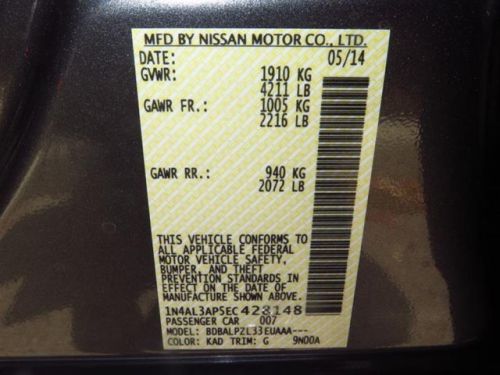 MFD BY NISSAN MOTOR CO., LTD.
DATE: 05/14
GVWR: 1910 KG
4211 LB
GAWR FR.: 1005 KG
2216 LB
GAWR RR.: 940 KG
2072 LB
THIS VEHICLE CONFORMS TO
ALL APPLICABLE FEDERAL
MOTOR VEHICLE SAFETY,
BUMPER, AND THEFT
PREVENTION STANDARDS IN
EFFECT ON THE DATE OF
MANUFACTURE SHOWN ABOVE.
1N4AL3AP5EC 423148
PASSENGER CAR 007
MODEL: BDBALPZL33EUAAA---
COLOR: KAD TRIM: G 9N00A